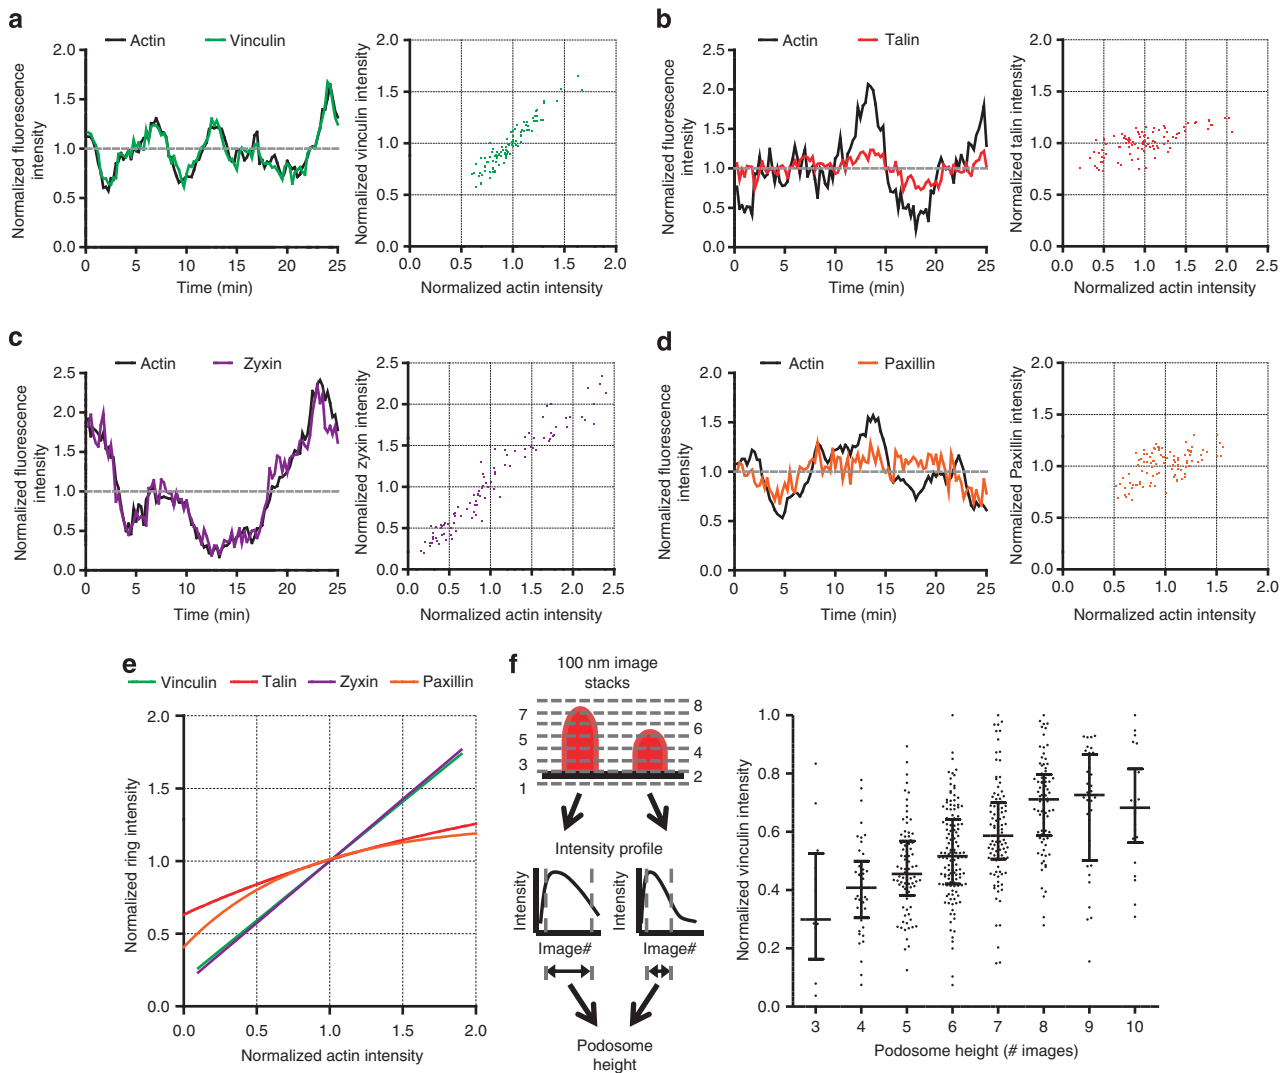 a
Actin
Vinculin
Normalized fluorescence
intensity
2.0
1.5
1.0
0.5
0.0
0 5 10 15 20 25
Time (min)
Normalized vinculin intensity
2.0
1.5
1.0
0.5
0.0
0.0 0.5 1.0 1.5 2.0
Normalized actin intensity
b
Actin
Talin
Normalized fluorescence
intensity
2.5
2.0
1.5
1.0
0.5
0.0
0 5 10 15 20 25
Time (min)
Normalized talin intensity
2.0
1.5
1.0
0.5
0.0
0.0 0.5 1.0 1.5 2.0 2.5
Normalized actin intensity
c
Actin
Zyxin
Normalized fluorescence
intensity
2.5
2.0
1.5
1.0
0.5
0.0
0 5 10 15 20 25
Time (min)
Normalized zyxin intensity
2.5
2.0
1.5
1.0
0.5
0.0
0.0 0.5 1.0 1.5 2.0 2.5
Normalized actin intensity
d
Actin
Paxillin
Normalized fluorescence
intensity
2.0
1.5
1.0
0.5
0.0
0 5 10 15 20 25
Time (min)
Normalized Paxilin intensity
2.0
1.5
1.0
0.5
0.0
0.0 0.5 1.0 1.5 2.0
Normalized actin intensity
e
Vinculin
Talin
Zyxin
Paxillin
Normalized ring intensity
2.0
1.5
1.0
0.5
0.0
0.0 0.5 1.0 1.5 2.0
Normalized actin intensity
f
100 nm image
stacks
7
5
3
1
8
6
4
2
Intensity profile
Intensity
Image#
Intensity
Image#
Podosome
height
Normalized vinculin intensity
1.0
0.8
0.6
0.4
0.2
0.0
3 4 5 6 7 8 9 10
Podosome height (# images)